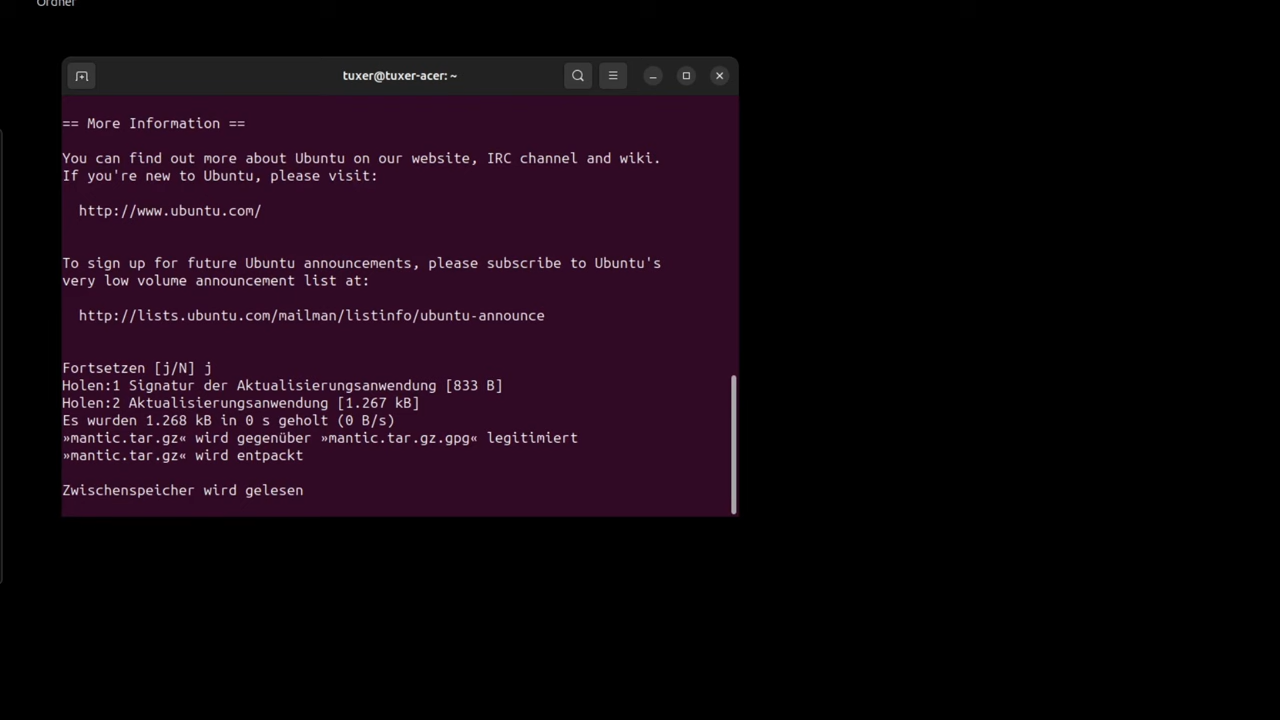 Ordner
tuxer@tuxer-acer: ~
== More Information ==
You can find out more about Ubuntu on our website, IRC channel and wiki.
If you're new to Ubuntu, please visit:
http://www.ubuntu.com/
To sign up for future Ubuntu announcements, please subscribe to Ubuntu's
very low volume announcement list at:
http://lists.ubuntu.com/mailman/listinfo/ubuntu-announce
Fortsetzen [j/N] j
Holen:1 Signatur der Aktualisierungsanwendung [833 B]
Holen:2 Aktualisierungsanwendung [1.267 kB]
Es wurden 1.268 kB in 0 s geholt (0 B/s)
»mantic.tar.gz« wird gegenüber »mantic.tar.gz.gpg« legitimiert
»mantic.tar.gz« wird entpackt
Zwischenspeicher wird gelesen